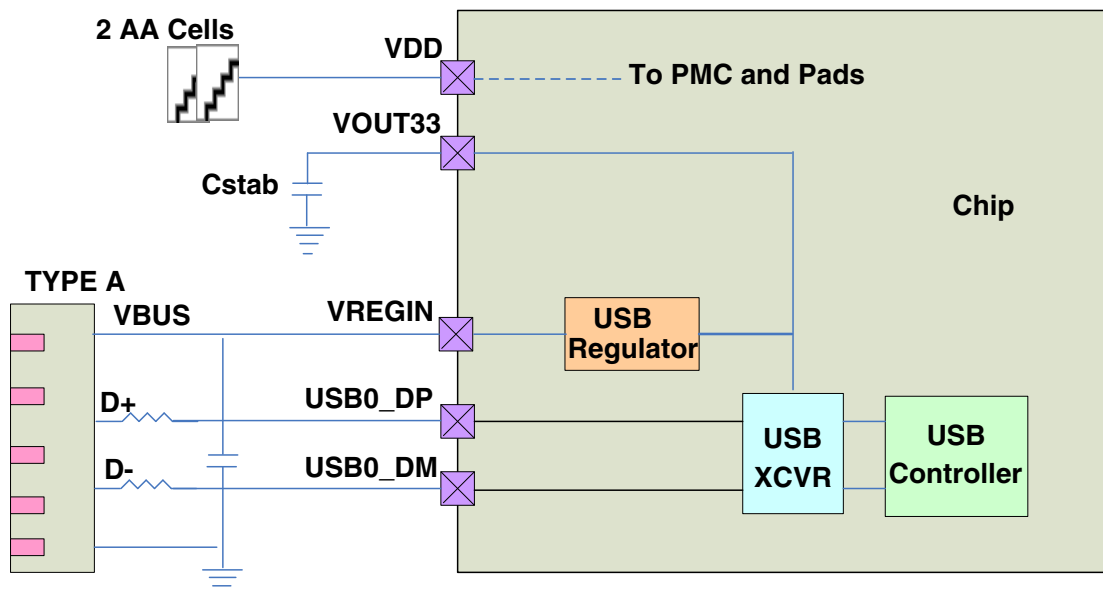 2 AA Cells
VDD
To PMC and Pads
VOUT33
Cstab
Chip
TYPE A
VBUS
VREGIN
USB
Regulator
D+
USB0_DP
D-
USB0_DM
USB
XCVR
USB
Controller